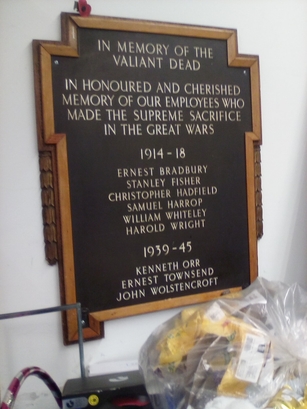 IN MEMORY OF THE
VALIANT DEAD
IN HONOURED AND CHERISHED
MEMORY OF OUR EMPLOYEES WHO
MADE THE SUPREME SACRIFICE
IN THE GREAT WARS
1914-18
ERNEST BRADBURY
STANLEY FISHER
CHRISTOPHER HADFIELD
SAMUEL HARROP
WILLIAM WHITELEY
HAROLD WRIGHT
1939-45
KENNETH ORR
ERNEST TOWNSEND
JOHN WOLSTENCROFT